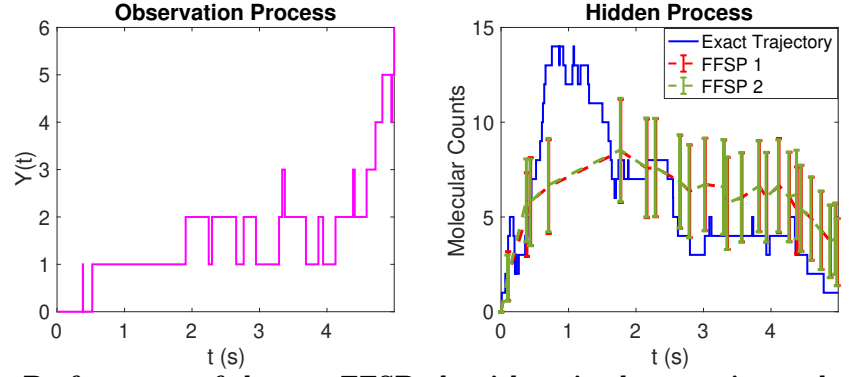 Observation Process
Y(t)
6
5
4
3
2
1
0
0 1 2 3 4
t (s)
Hidden Process
Molecular Counts
15
10
5
0
0 1 2 3 4
t (s)
Exact Trajectory
FFSP 1
FFSP 2